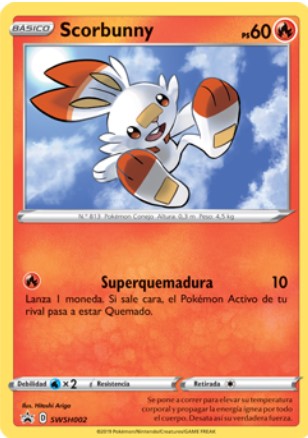 BÁSICO Scorbunny PS60
N.º 813 Pokémon Conejo Altura: 0,3 m Peso: 4,5 kg
Superquemadura 10
Lanza 1 moneda. Si sale cara, el Pokémon Activo de tu
rival pasa a estar Quemado.
Debilidad ×2 Resistencia Retirada
Ilus. Hitoshi Ariga
D SWSH002
Se pone a correr para elevar su temperatura
corporal y propagar la energía ígnea por todo
el cuerpo. Desata así su verdadera fuerza.
©2019 Pokémon/Nintendo/Creatures/GAME FREAK